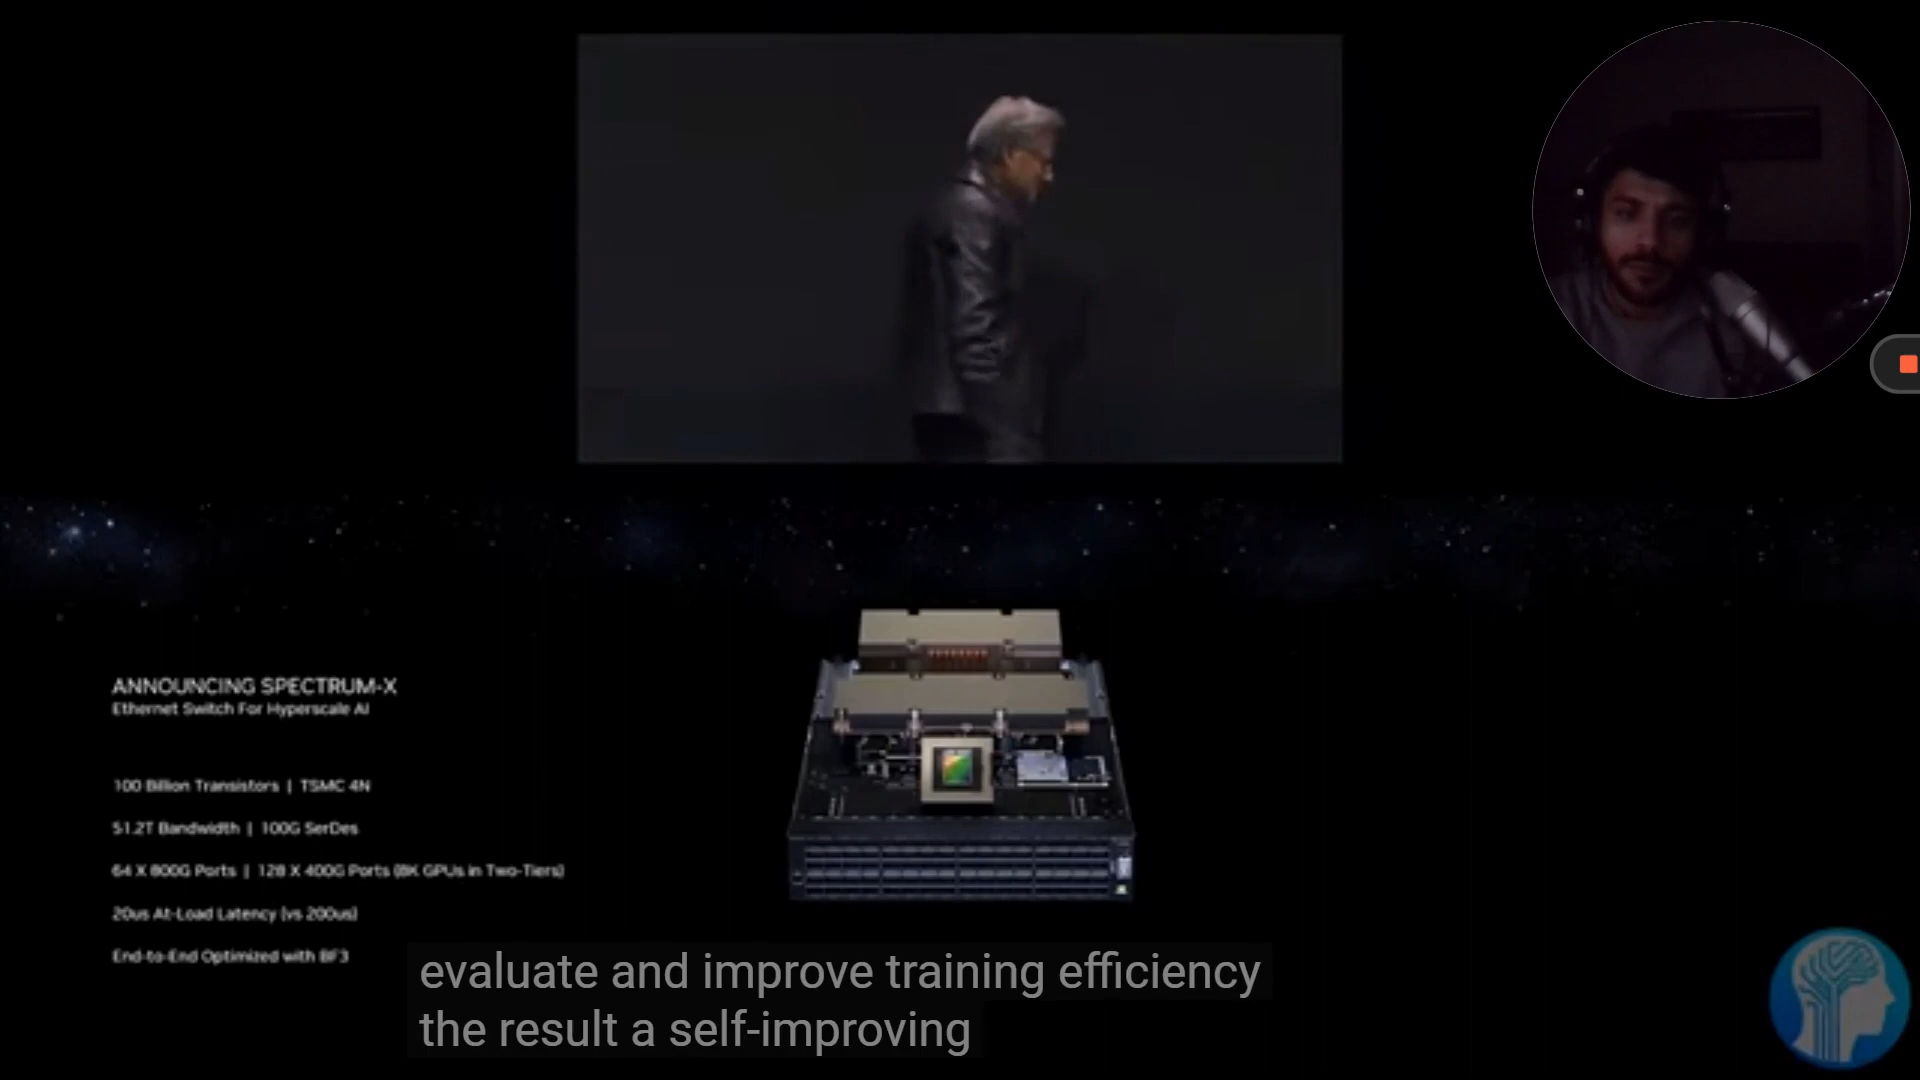 ANNOUNCING SPECTRUM-X
Ethernet Switch For Hyperscale AI
100 Billion Transistors | TSMC 4N
51.2T Bandwidth | 100G SerDes
64 X 800G Ports | 128 X 400G Ports (8K GPUs in Two-Tiers)
20us At-Load Latency (vs 200us)
End-to-End Optimized with BF3
evaluate and improve training efficiency
the result a self-improving